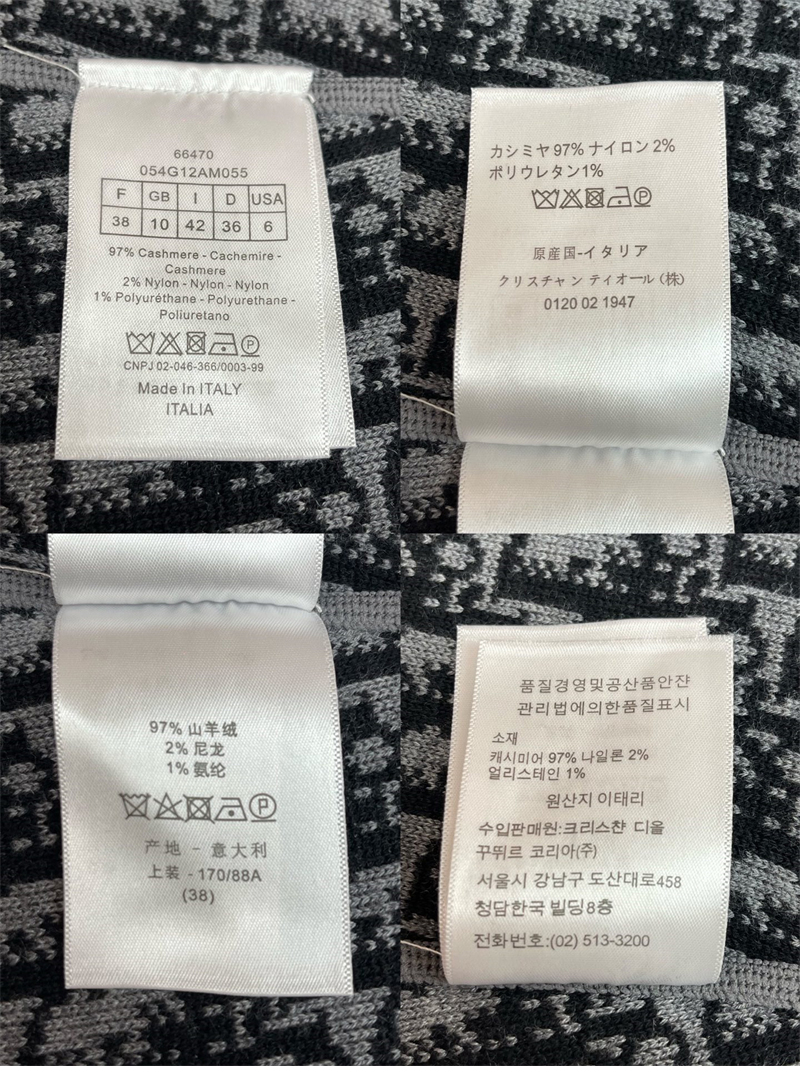 66470
054G12AM055
F GB I D USA
38 10 42 36 6
97% Cashmere - Cachemire -
Cashmere
2% Nylon - Nylon - Nylon
1% Polyuréthane - Polyurethane -
Poliuretano
P
CNPJ 02-046-366/0003-99
Made In ITALY
ITALIA
カシミヤ 97% ナイロン 2%
ポリウレタン1%
P
原産国-イタリア
クリスチャン ティオール (株)
0120 02 1947
97% 山羊绒
2% 尼龙
1% 氨纶
P
产地 - 意大利
上装 - 170/88A
(38)
품질경영및공산품안쟌
관리법에의한품질표시
소재
캐시미어 97% 나일론 2%
얼리스테인 1%
원산지 이태리
수입판매원:크리스챤 디올
꾸뛰르 코리아(주)
서울시 강남구 도산대로458
청담한국 빌딩8층
전화번호:(02) 513-3200